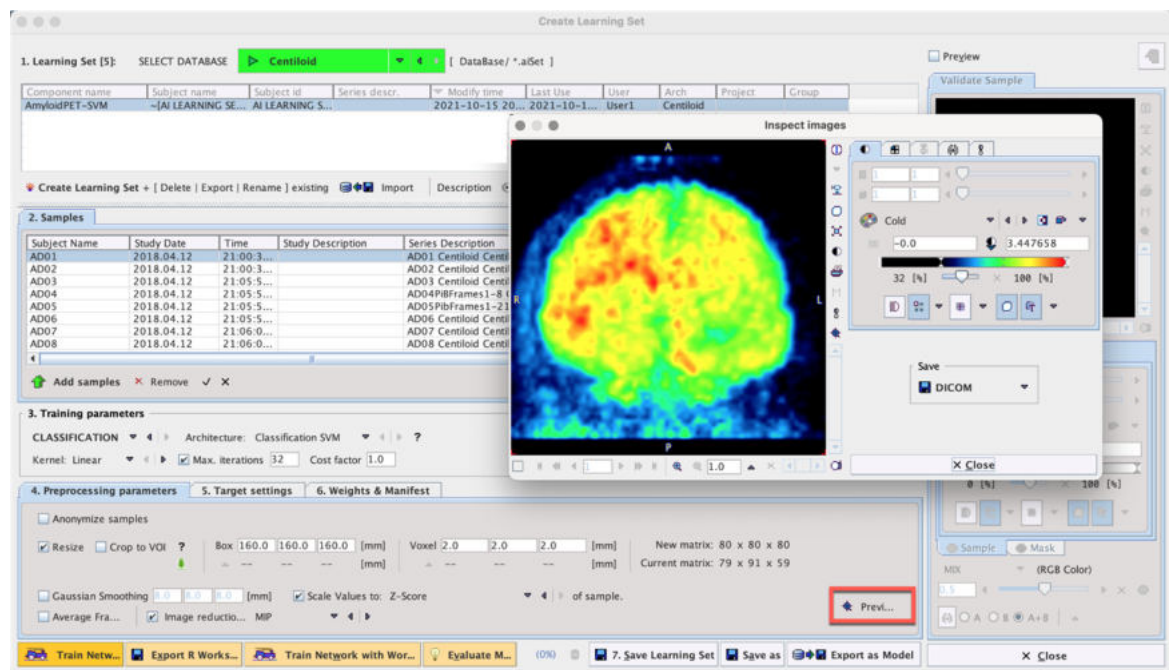 Create Learning Set
1. Learning Set [5]: SELECT DATABASE Centiloid [ DataBase/ *.aiSet ]
Preview
Validate Sample
Component name Subject name Subject id Series descr. Modify time Last Use User Arch Project Group
AmyloidPET-SVM ~[AI LEARNING SE... AI LEARNING S... 2021-10-15 20... 2021-10-1... User1 Centiloid
Inspect images
A
R
L
P
1 1
1 1
Cold
-0.0 3.447658
32 [%] 100 [%]
Save
DICOM
1 1.0
X Close
Create Learning Set + [ Delete | Export | Rename ] existing Import Description
2. Samples
Subject Name Study Date Time Study Description Series Description
AD01 2018.04.12 21:00:3... AD01 Centiloid Centi
AD02 2018.04.12 21:00:3... AD02 Centiloid Centi
AD03 2018.04.12 21:05:5... AD03 Centiloid Centi
AD04 2018.04.12 21:05:5... AD04PiBFrames1-8
AD05 2018.04.12 21:05:5... AD05PibFrames1-21
AD06 2018.04.12 21:05:5... AD06 Centiloid Centi
AD07 2018.04.12 21:06:0... AD07 Centiloid Centi
AD08 2018.04.12 21:06:0... AD08 Centiloid Centi
Add samples Remove
3. Training parameters
CLASSIFICATION Architecture: Classification SVM ?
Kernel: Linear Max. iterations 32 Cost factor 1.0
0 [%] 100 [%]
4. Preprocessing parameters 5. Target settings 6. Weights & Manifest
Anonymize samples
Resize Crop to VOI ? Box 160.0 160.0 160.0 [mm] Voxel 2.0 2.0 2.0 [mm] New matrix: 80 x 80 x 80
-- -- -- [mm] -- -- -- [mm] Current matrix: 79 x 91 x 59
Gaussian Smoothing 8.0 8.0 8.0 [mm] Scale Values to: Z-Score of sample.
Average Fra... Image reductio... MIP
Previ...
Sample Mask
MIX (RGB Color)
0.5
A B A+B
Train Netw... Export R Works... Train Network with Wor... Evaluate M... (0%) 7. Save Learning Set Save as Export as Model X Close